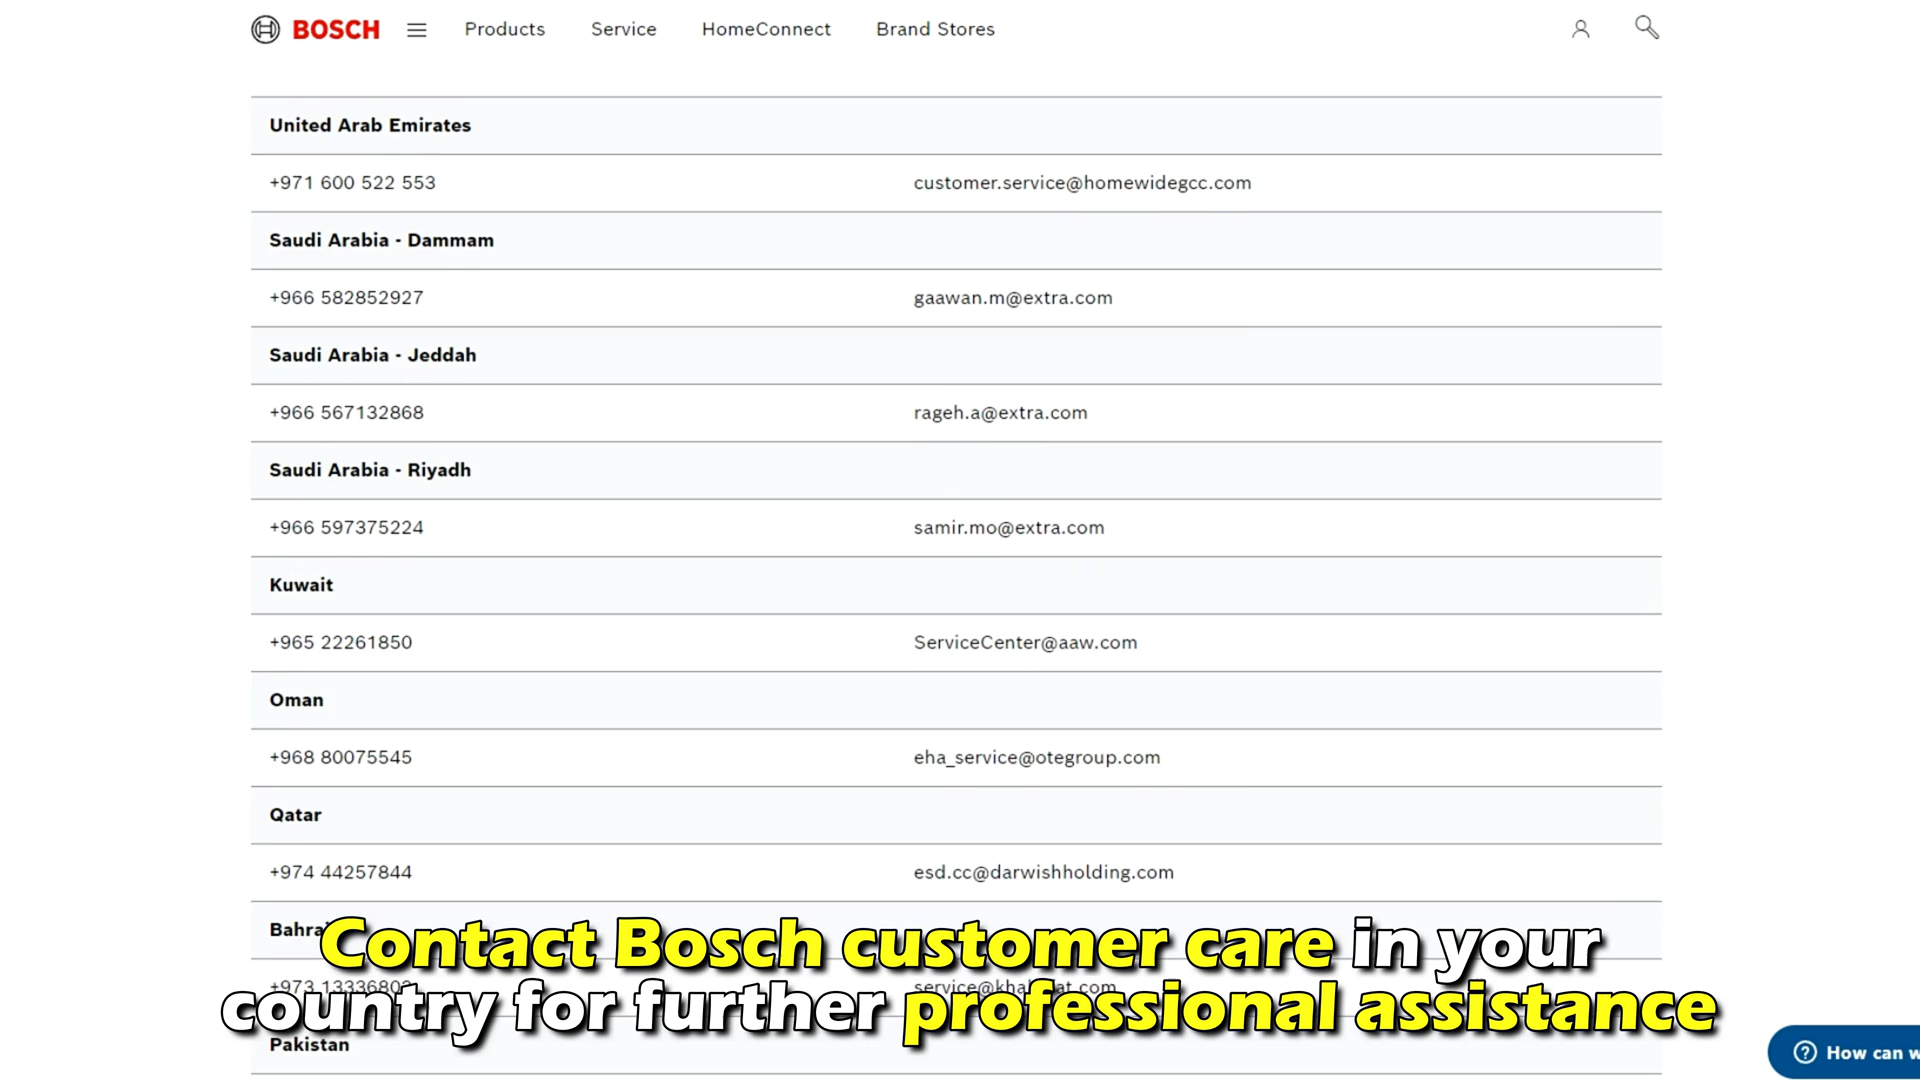 BOSCH Products Service HomeConnect Brand Stores
United Arab Emirates
+971 600 522 553 customer.service@homewidegcc.com
Saudi Arabia - Dammam
+966 582852927 gaawan.m@extra.com
Saudi Arabia - Jeddah
+966 567132868 rageh.a@extra.com
Saudi Arabia - Riyadh
+966 597375224 samir.mo@extra.com
Kuwait
+965 22261850 ServiceCenter@aaw.com
Oman
+968 80075545 eha_service@otegroup.com
Qatar
+974 44257844 esd.cc@darwishholding.com
Contact Bosch customer care in your
country for further professional assistance
Pakistan
How can